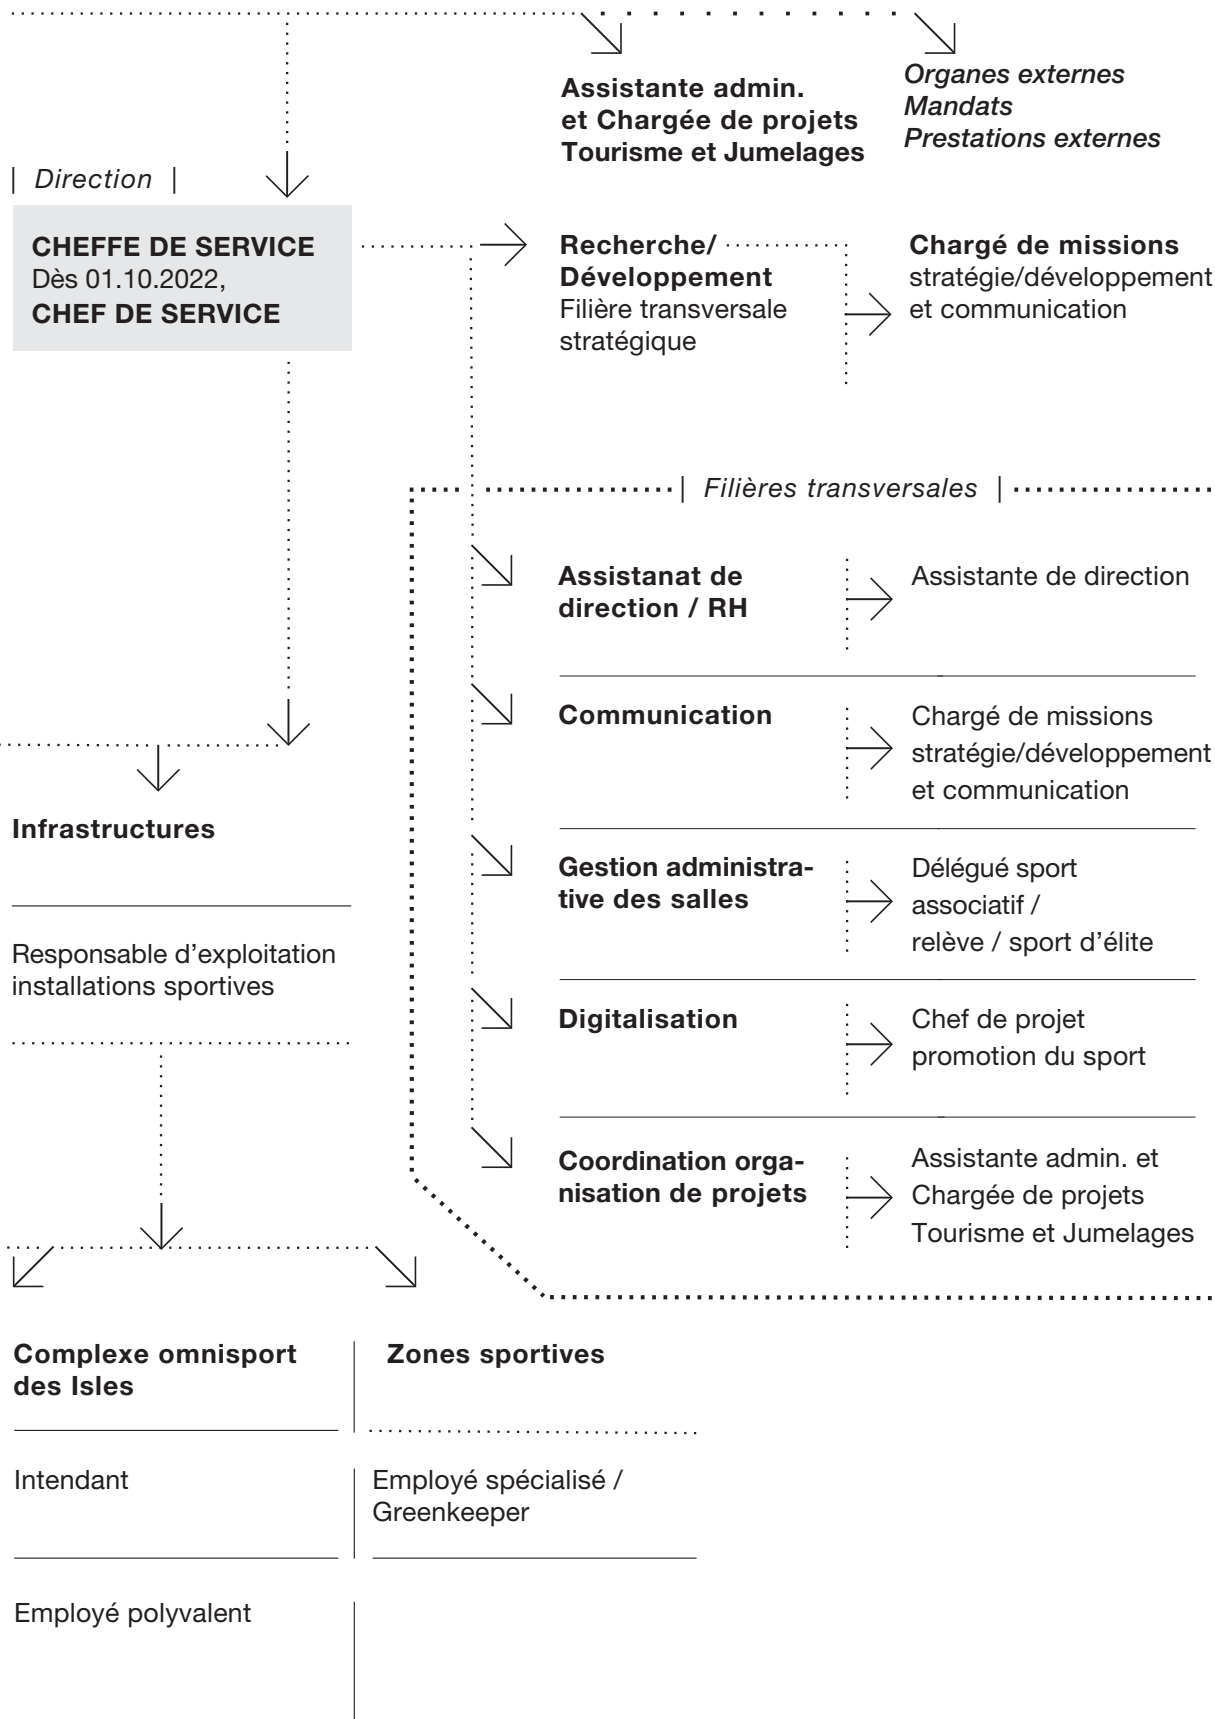 Assistante admin.
et Chargée de projets
Tourisme et Jumelages
Organes externes
Mandats
Prestations externes
| Direction |
CHEFFE DE SERVICE
Dès 01.10.2022,
CHEF DE SERVICE
Recherche/
Développement
Filière transversale
stratégique
Chargé de missions
stratégie/développement
et communication
| Filières transversales |
Assistanat de
direction / RH
Assistante de direction
Communication
Chargé de missions
stratégie/développement
et communication
Gestion administra-
tive des salles
Délégué sport
associatif /
relève / sport d'élite
Digitalisation
Chef de projet
promotion du sport
Coordination orga-
nisation de projets
Assistante admin. et
Chargée de projets
Tourisme et Jumelages
Infrastructures
Responsable d'exploitation
installations sportives
Complexe omnisport
des Isles
Intendant
Employé polyvalent
Zones sportives
Employé spécialisé /
Greenkeeper